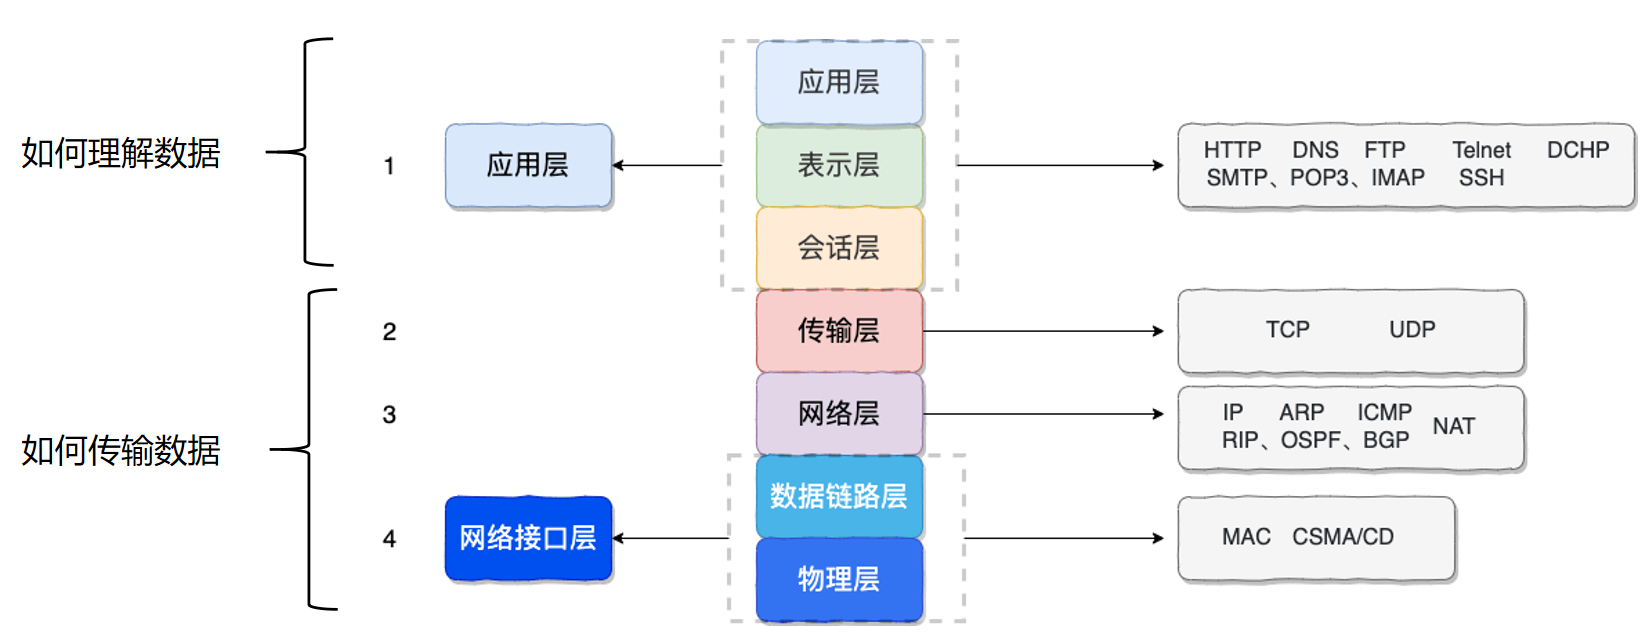 如何理解数据
如何传输数据
1
2
3
4
应用层
网络接口层
应用层
表示层
会话层
传输层
网络层
数据链路层
物理层
HTTP DNS FTP Telnet DCHP
SMTP、POP3、IMAP SSH
TCP UDP
IP ARP ICMP NAT
RIP、OSPF、BGP
MAC CSMA/CD